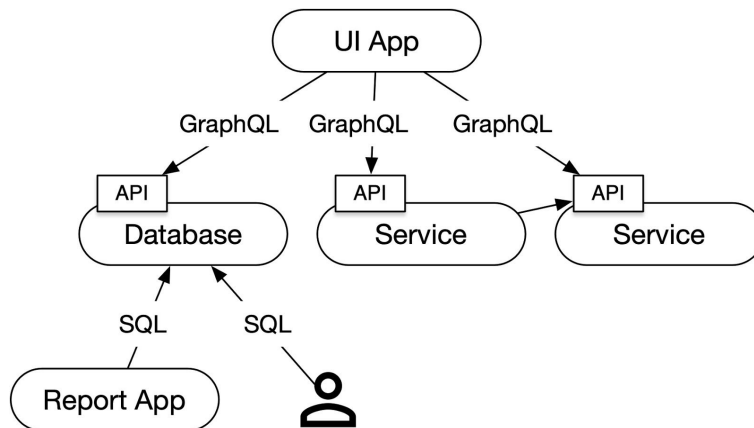 UI App
GraphQL GraphQL GraphQL
API API API
Database Service Service
SQL SQL
Report App